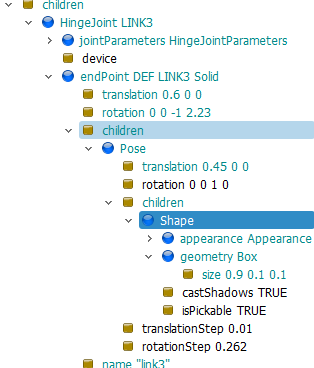 children
HingeJoint LINK3
jointParameters HingeJointParameters
device
endPoint DEF LINK3 Solid
translation 0.6 0 0
rotation 0 0 -1 2.23
children
Pose
translation 0.45 0 0
rotation 0 0 1 0
children
Shape
appearance Appearance
geometry Box
size 0.9 0.1 0.1
castShadows TRUE
isPickable TRUE
translationStep 0.01
rotationStep 0.262
name "link3"